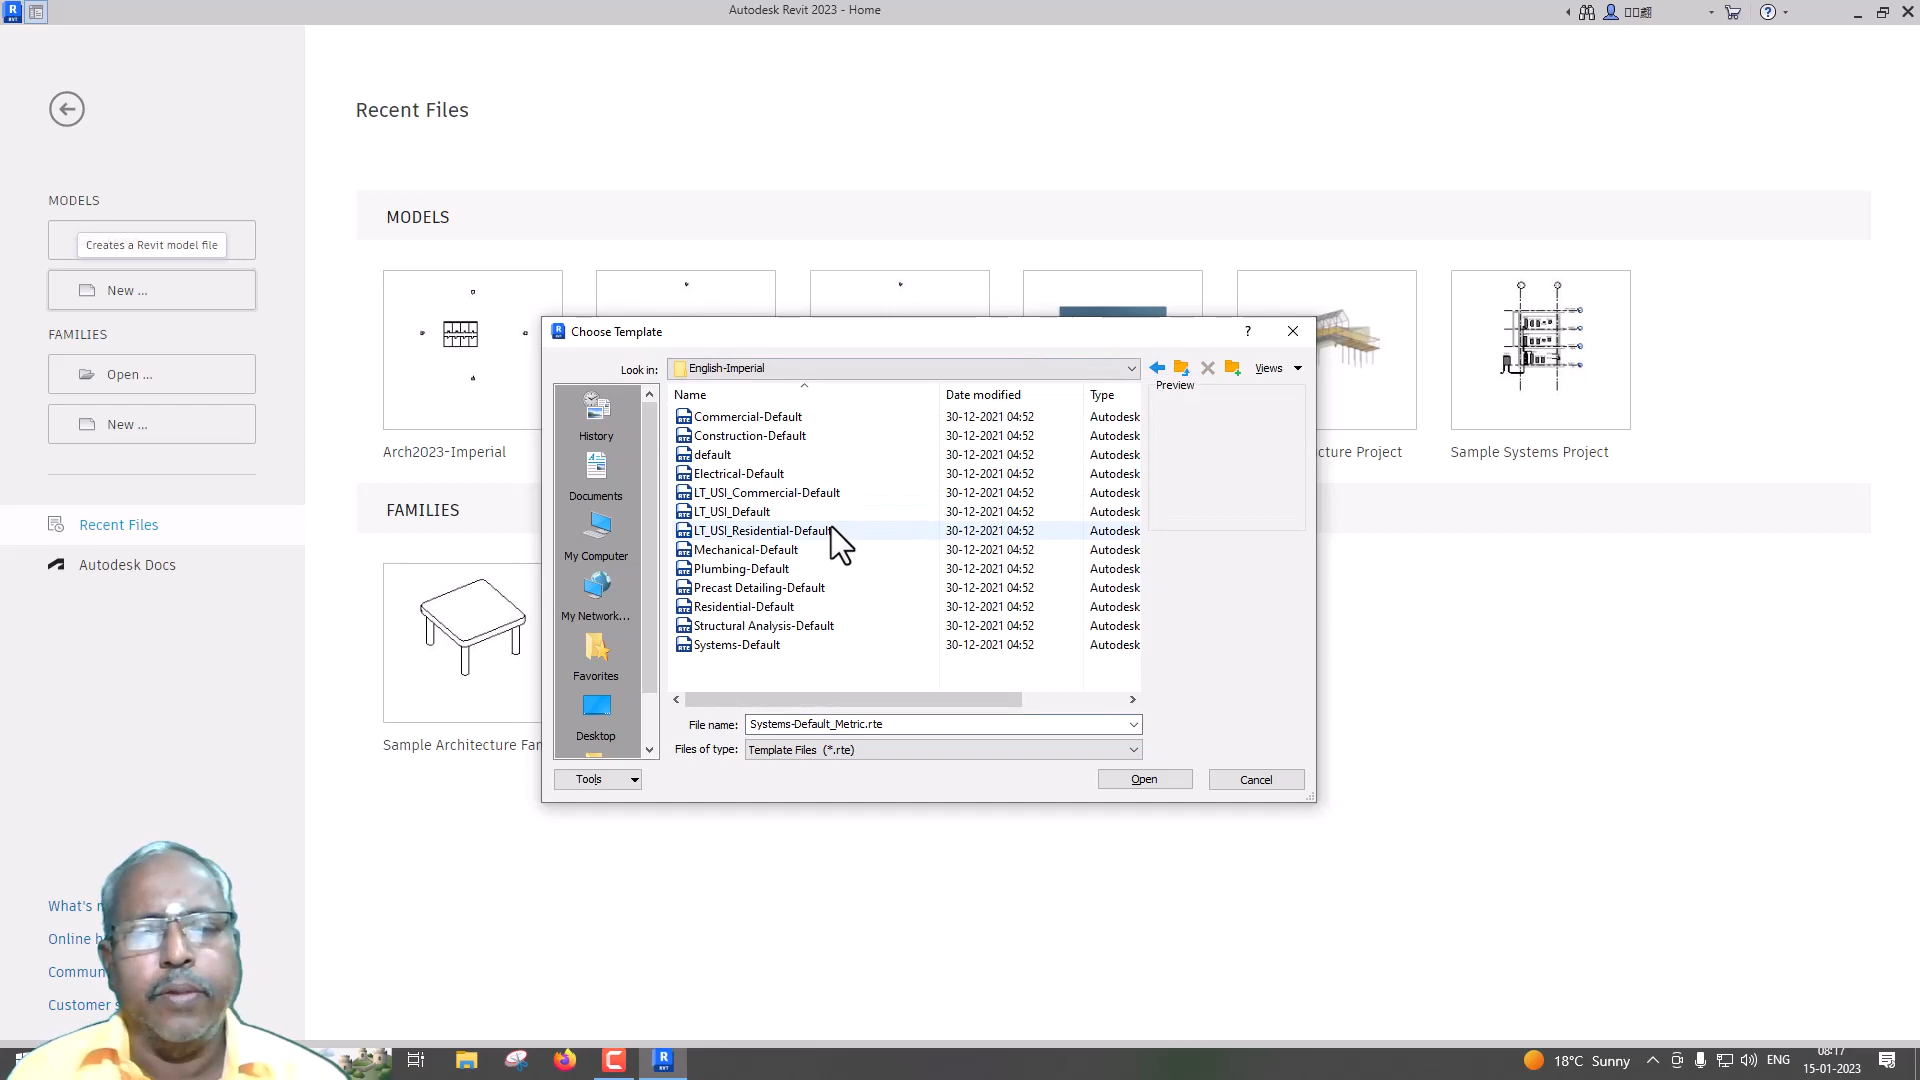 Autodesk Revit 2023 - Home
Recent Files
MODELS
Creates a Revit model file
New ...
FAMILIES
Open ...
New ...
Recent Files
Autodesk Docs
What's
Online
Customer
MODELS
Arch2023-Imperial
cture Project
Sample Systems Project
FAMILIES
Sample Architecture Far
Choose Template
?
Look in:
English-Imperial
Views
Preview
History
Documents
My Computer
My Network...
Favorites
Desktop
Name Date modified Type
Commercial-Default 30-12-2021 04:52 Autodesk
Construction-Default 30-12-2021 04:52 Autodesk
default 30-12-2021 04:52 Autodesk
Electrical-Default 30-12-2021 04:52 Autodesk
LT_USI_Commercial-Default 30-12-2021 04:52 Autodesk
LT_USI_Default 30-12-2021 04:52 Autodesk
LT_USI_Residential-Default 30-12-2021 04:52 Autodesk
Mechanical-Default 30-12-2021 04:52 Autodesk
Plumbing-Default 30-12-2021 04:52 Autodesk
Precast Detailing-Default 30-12-2021 04:52 Autodesk
Residential-Default 30-12-2021 04:52 Autodesk
Structural Analysis-Default 30-12-2021 04:52 Autodesk
Systems-Default 30-12-2021 04:52 Autodesk
File name: Systems-Default_Metric.rte
Files of type: Template Files (*.rte)
Tools
Open
Cancel
18°C Sunny
ENG
08:17
15-01-2023